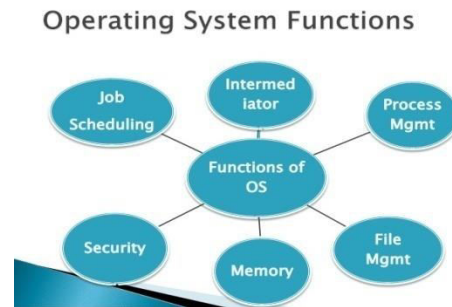 Operating System Functions
Job
Scheduling
Intermed
iator
Process
Mgmt
Functions of
OS
Security
Memory
File
Mgmt